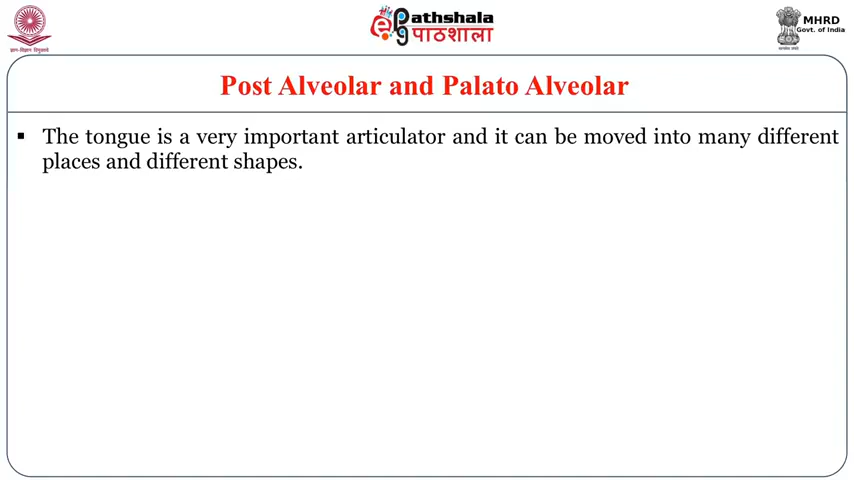 ePathshala
पाठशाला
MHRD
Govt. of India
Post Alveolar and Palato Alveolar
The tongue is a very important articulator and it can be moved into many different
places and different shapes.